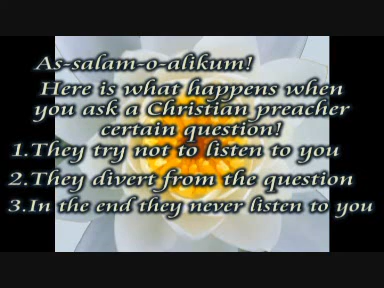 As-salam-o-alikum!
Here is what happens when
you ask a Christian preacher
certain question!
1.They try not to listen to you
2.They divert from the question
3.In the end they never listen to you